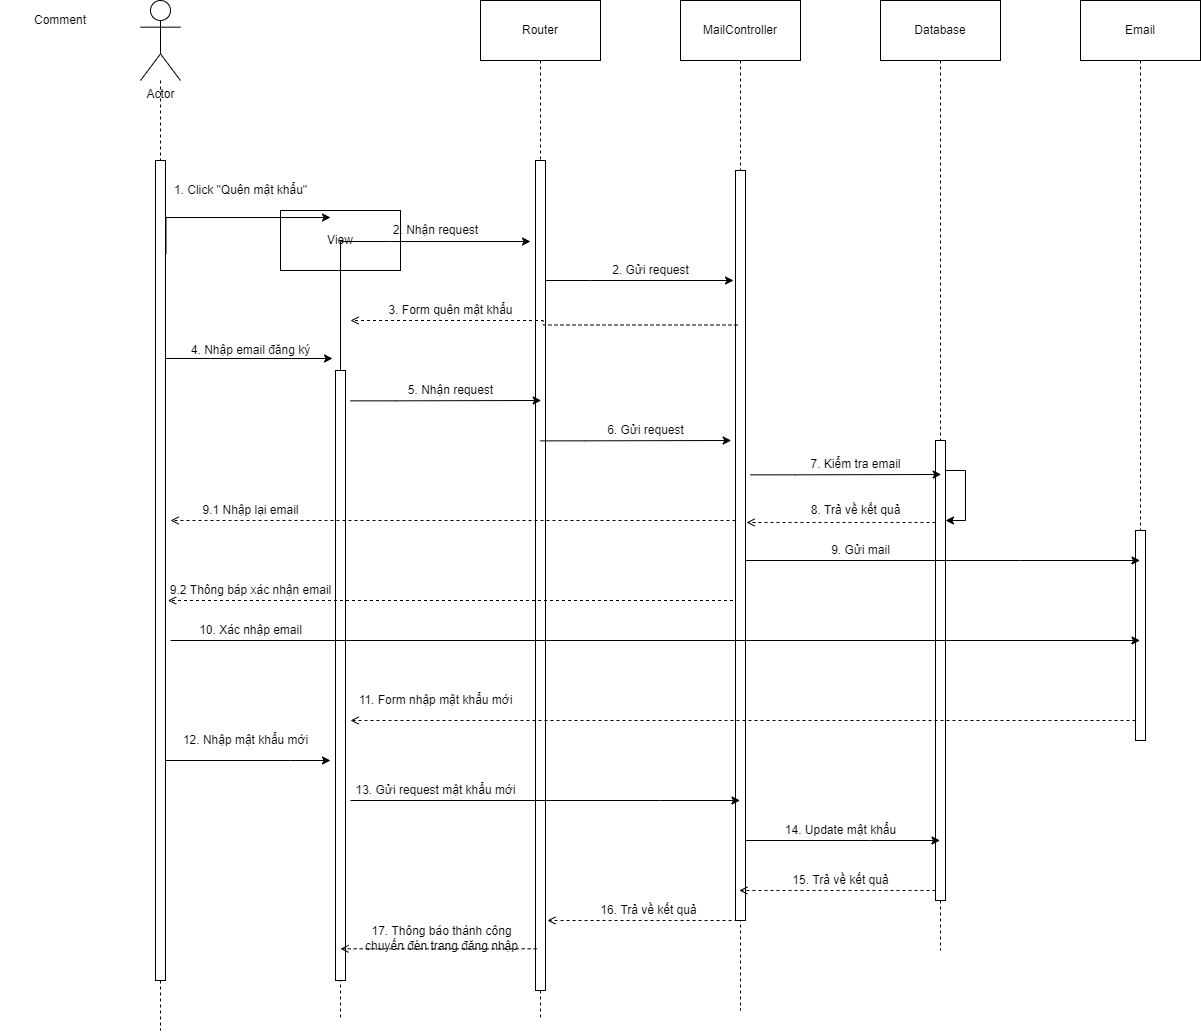 Comment
Actor
Router
MailController
Database
Email
1. Click "Quên mật khẩu"
View
2. Nhận request
2. Gửi request
3. Form quên mật khẩu
4. Nhập email đăng ký
5. Nhận request
6. Gửi request
7. Kiểm tra email
9.1 Nhập lại email
8. Trả về kết quả
9. Gửi mail
9.2 Thông báp xác nhận email
10. Xác nhập email
11. Form nhập mật khẩu mới
12. Nhập mật khẩu mới
13. Gửi request mật khẩu mới
14. Update mật khẩu
15. Trả về kết quả
16. Trả về kết quả
17. Thông báo thành công
chuyển đén trang đăng nhập